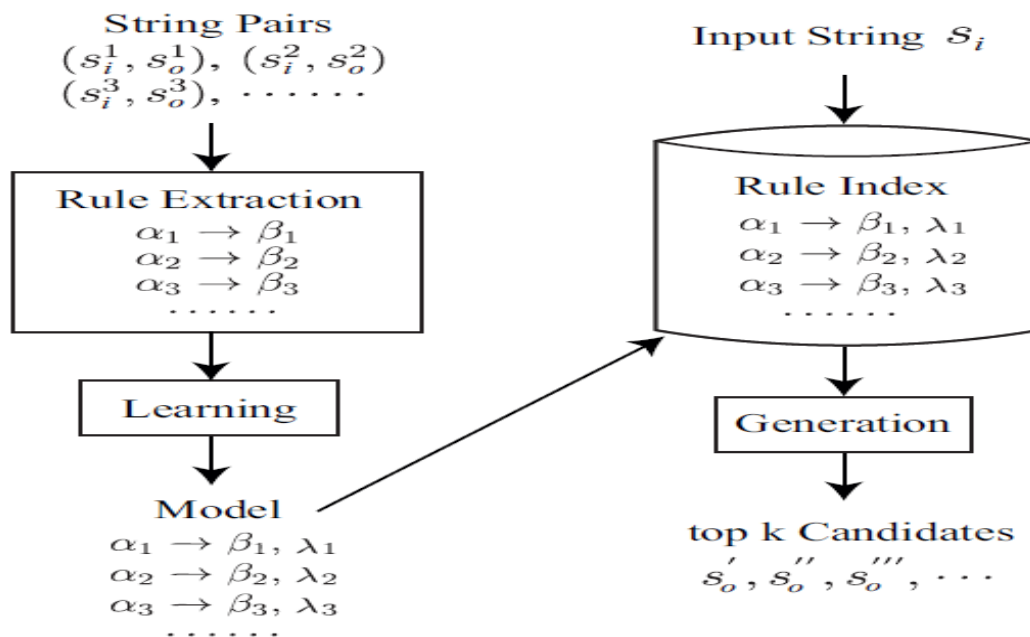 String Pairs
(s_i^1, s_o^1), (s_i^2, s_o^2)
(s_i^3, s_o^3), ······
Rule Extraction
α₁ → β₁
α₂ → β₂
α₃ → β₃
······
Learning
Model
α₁ → β₁, λ₁
α₂ → β₂, λ₂
α₃ → β₃, λ₃
······
Input String s_i
Rule Index
α₁ → β₁, λ₁
α₂ → β₂, λ₂
α₃ → β₃, λ₃
······
Generation
top k Candidates
s_o', s_o'', s_o''', ···